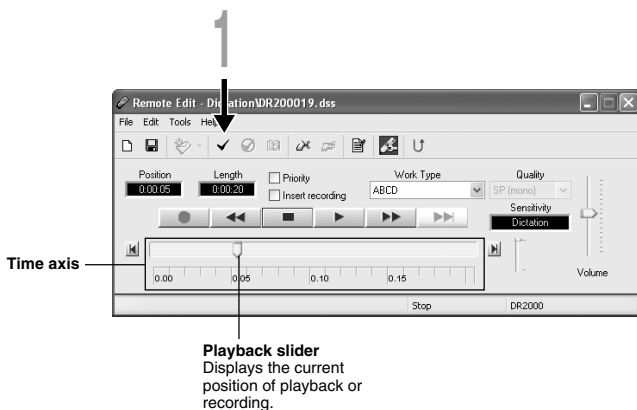 1
Remote Edit - Dictation\DR200019.dss
File Edit Tools Help
Position Length Priority Work Type Quality
0:00:05 0:00:20 Insert recording ABCD SP (mono)
Sensitivity
Dictation
Time axis
0.00 0.05 0.10 0.15
Volume
Stop DR2000
Playback slider
Displays the current
position of playback or
recording.